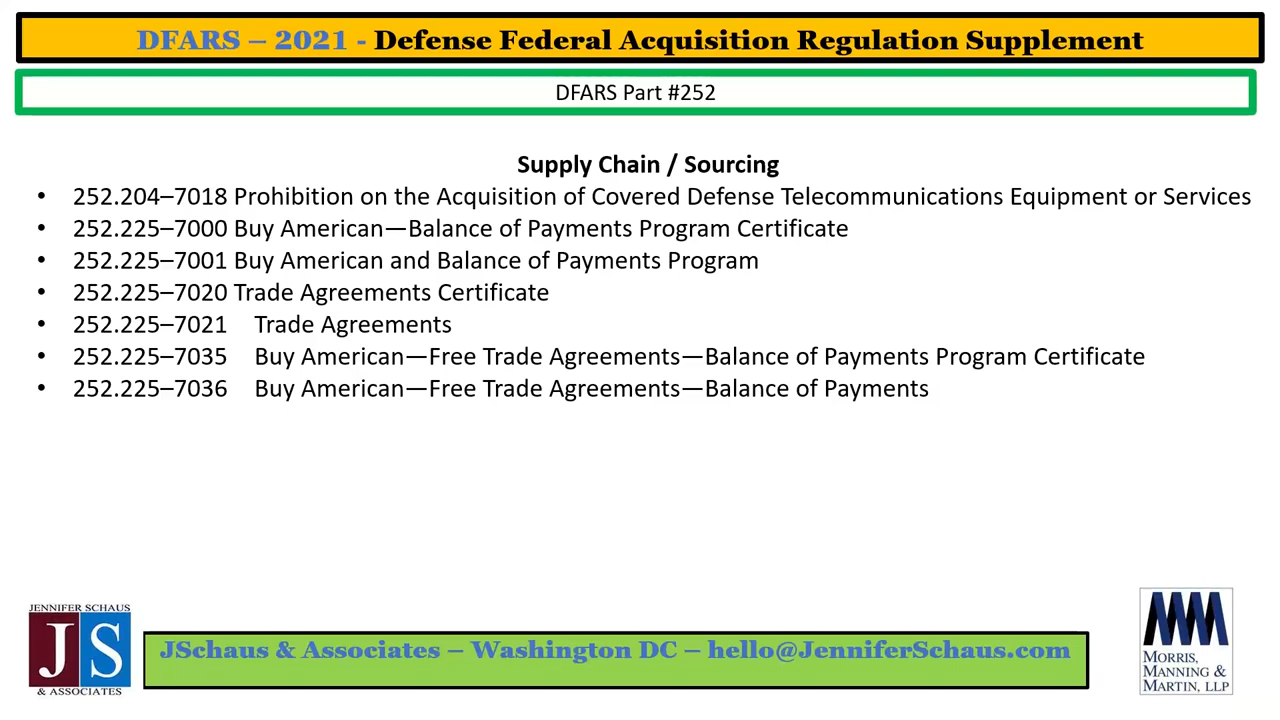 DFARS – 2021 - Defense Federal Acquisition Regulation Supplement
DFARS Part #252
Supply Chain / Sourcing
• 252.204–7018 Prohibition on the Acquisition of Covered Defense Telecommunications Equipment or Services
• 252.225–7000 Buy American—Balance of Payments Program Certificate
• 252.225–7001 Buy American and Balance of Payments Program
• 252.225–7020 Trade Agreements Certificate
• 252.225–7021 Trade Agreements
• 252.225–7035 Buy American—Free Trade Agreements—Balance of Payments Program Certificate
• 252.225–7036 Buy American—Free Trade Agreements—Balance of Payments
JENNIFER SCHAUS
JS
& ASSOCIATES
JSchaus & Associates – Washington DC – hello@JenniferSchaus.com
MMM
MORRIS,
MANNING &
MARTIN, LLP